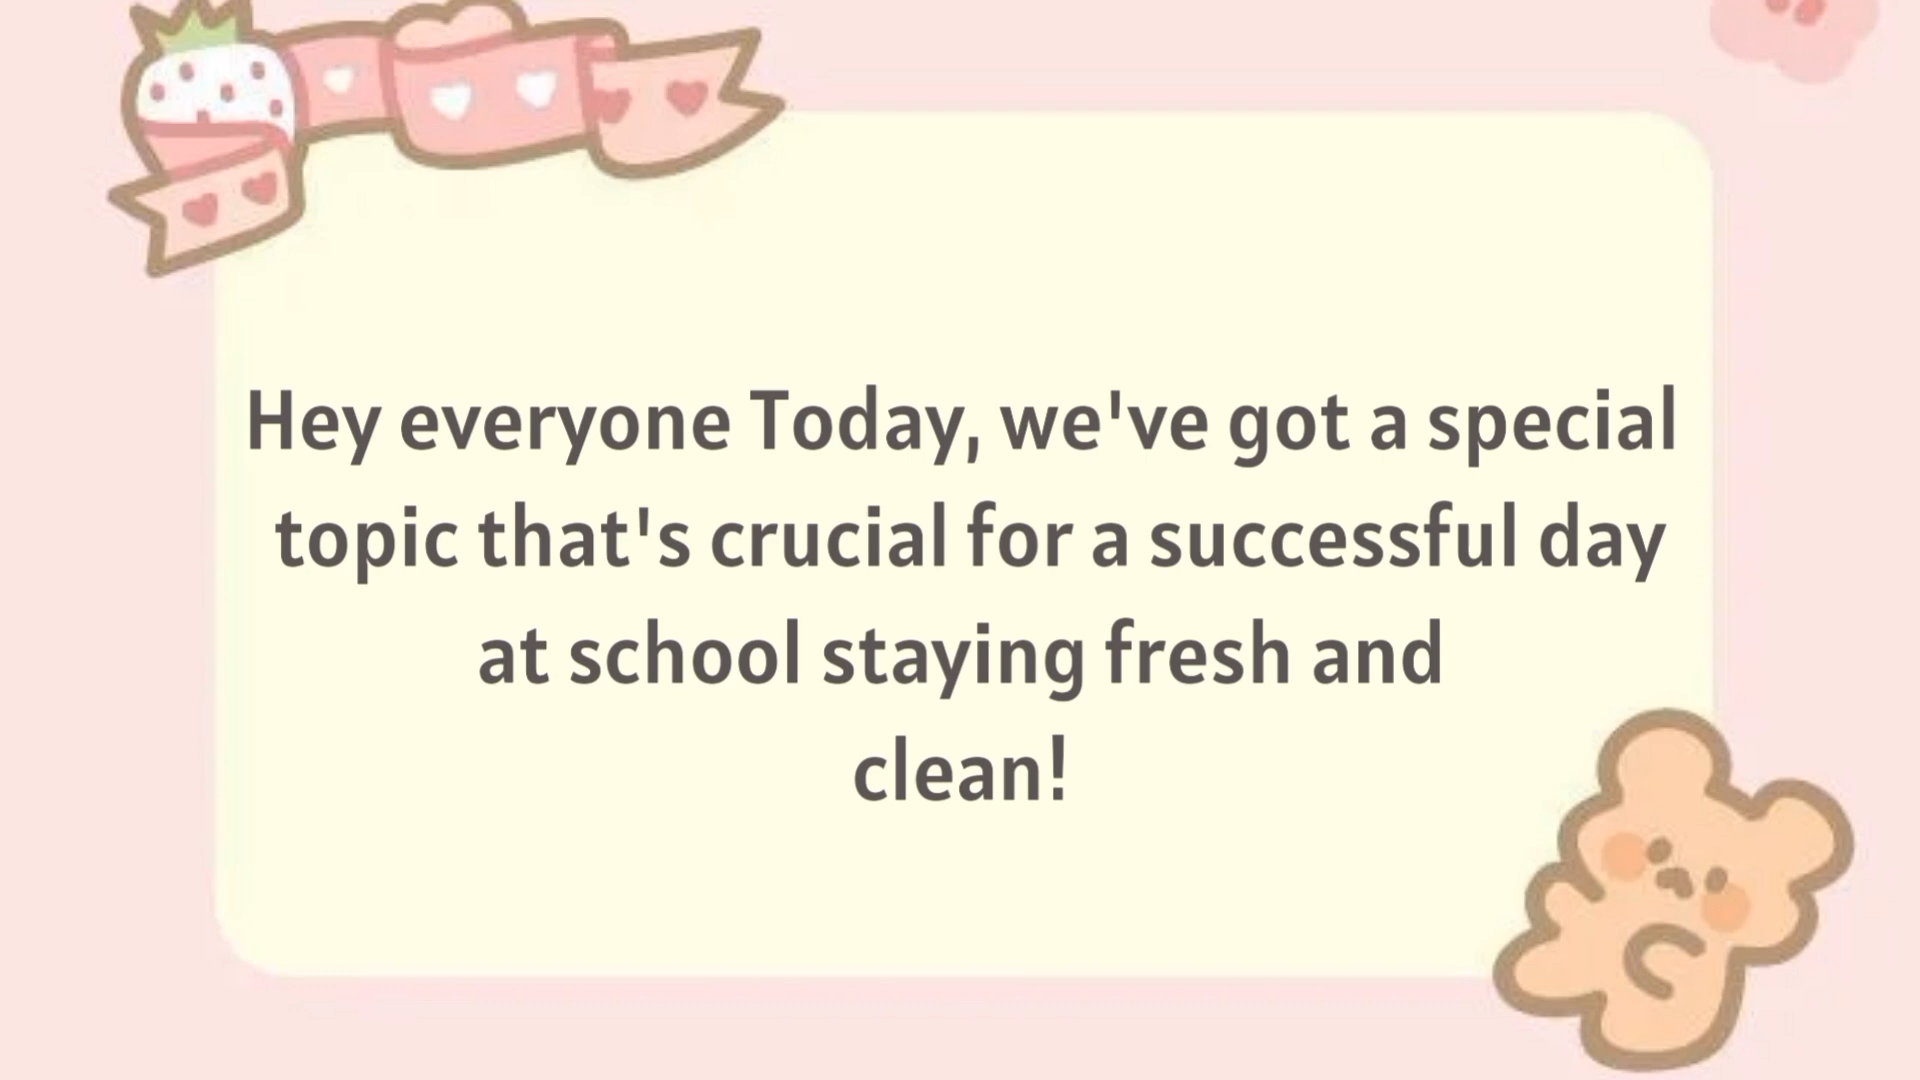 Hey everyone Today, we've got a special
topic that's crucial for a successful day
at school staying fresh and
clean!